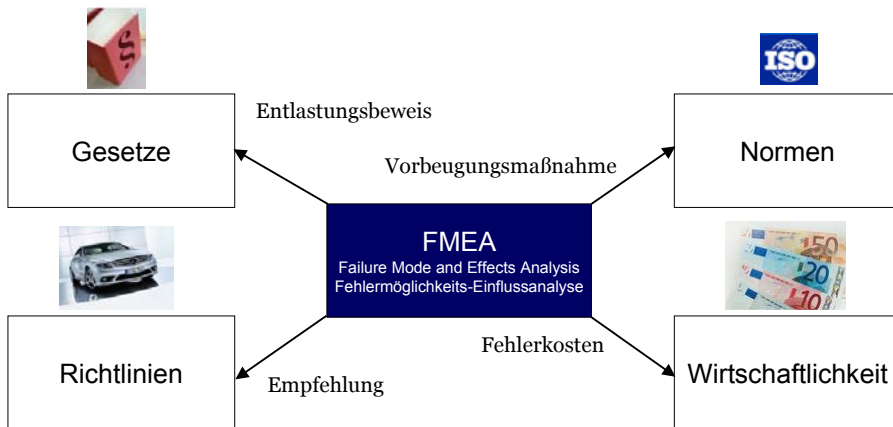 §
ISO
Entlastungsbeweis
Gesetze
Normen
Vorbeugungsmaßnahme
FMEA
Failure Mode and Effects Analysis
Fehlermöglichkeits-Einflussanalyse
50
20
10
Fehlerkosten
Richtlinien
Wirtschaftlichkeit
Empfehlung